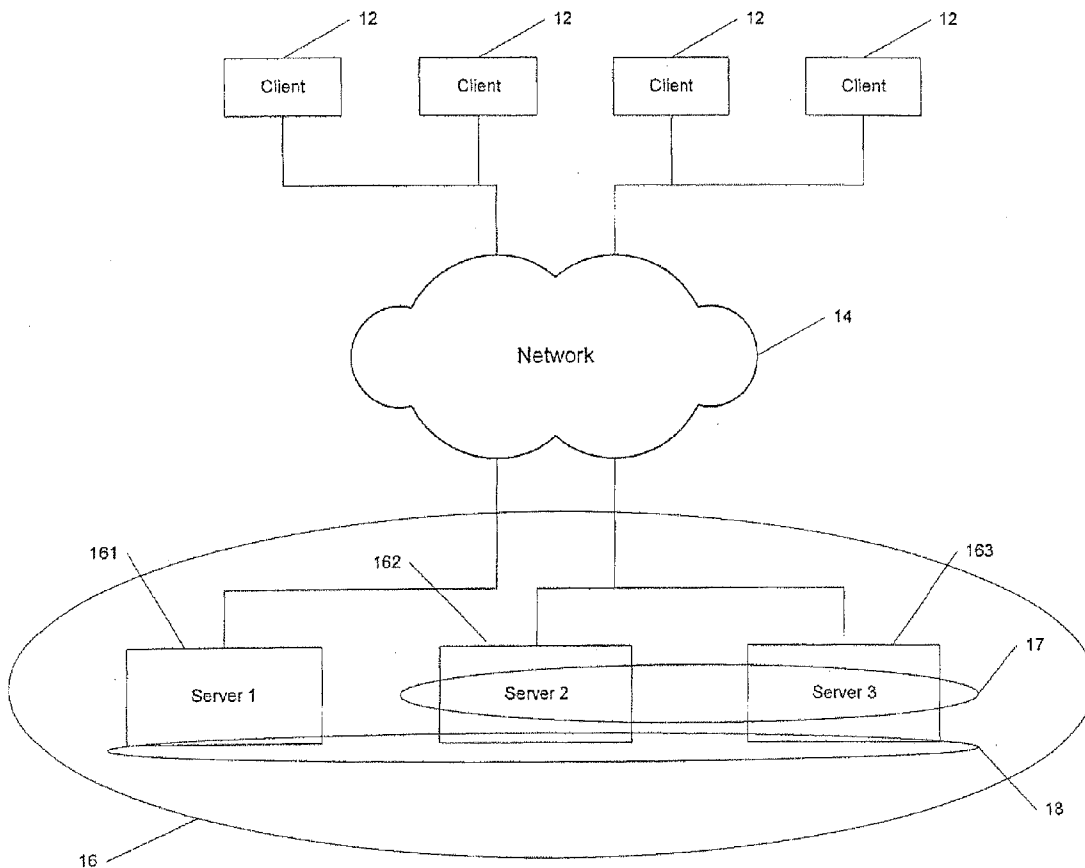 12 12 12 12
Client Client Client Client
14
Network
161 162 163
17
Server 1 Server 2 Server 3
18
16